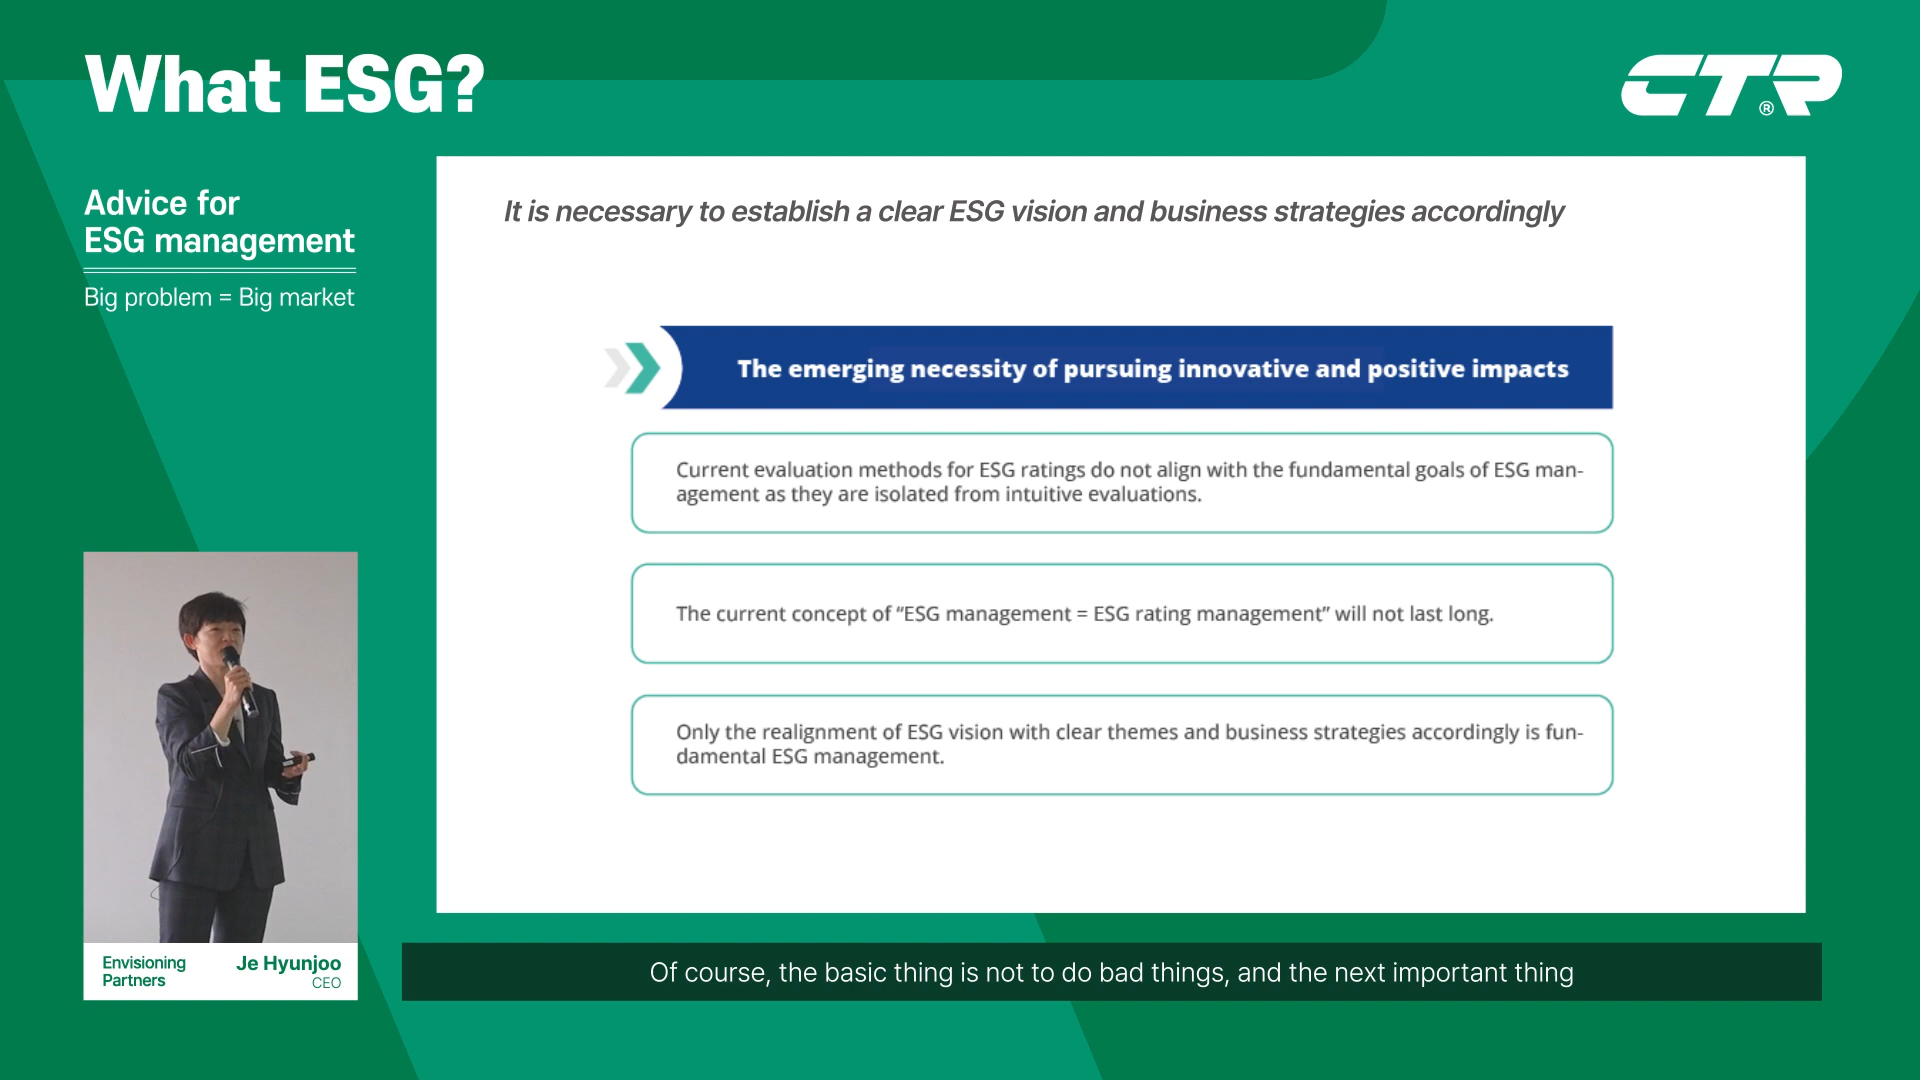 What ESG?
CTR®
Advice for
ESG management
Big problem = Big market
It is necessary to establish a clear ESG vision and business strategies accordingly
The emerging necessity of pursuing innovative and positive impacts
Current evaluation methods for ESG ratings do not align with the fundamental goals of ESG man-
agement as they are isolated from intuitive evaluations.
The current concept of “ESG management = ESG rating management” will not last long.
Only the realignment of ESG vision with clear themes and business strategies accordingly is fun-
damental ESG management.
Envisioning
Partners
Je Hyunjoo
CEO
Of course, the basic thing is not to do bad things, and the next important thing